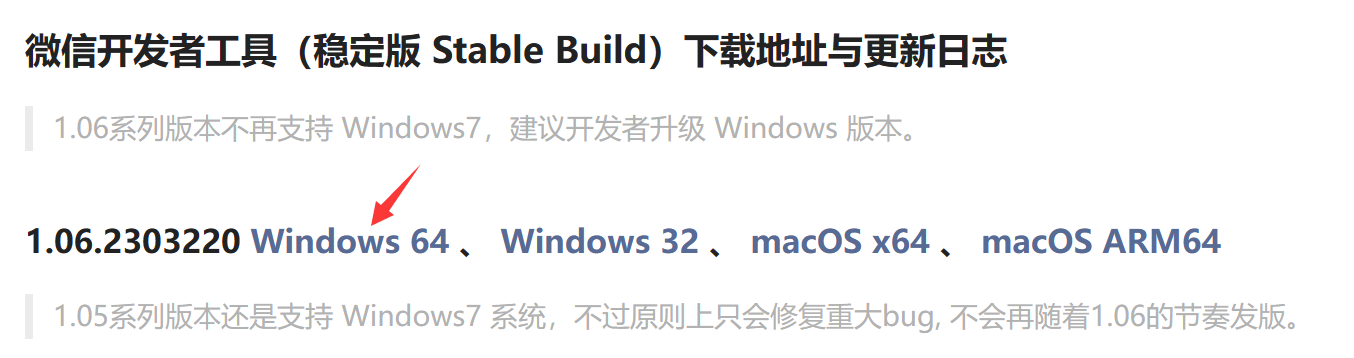 微信开发者工具（稳定版 Stable Build）下载地址与更新日志
1.06系列版本不再支持 Windows7，建议开发者升级 Windows 版本。
1.06.2303220 Windows 64 、 Windows 32 、 macOS x64 、 macOS ARM64
1.05系列版本还是支持 Windows7 系统，不过原则上只会修复重大bug, 不会再随着1.06的节奏发版。